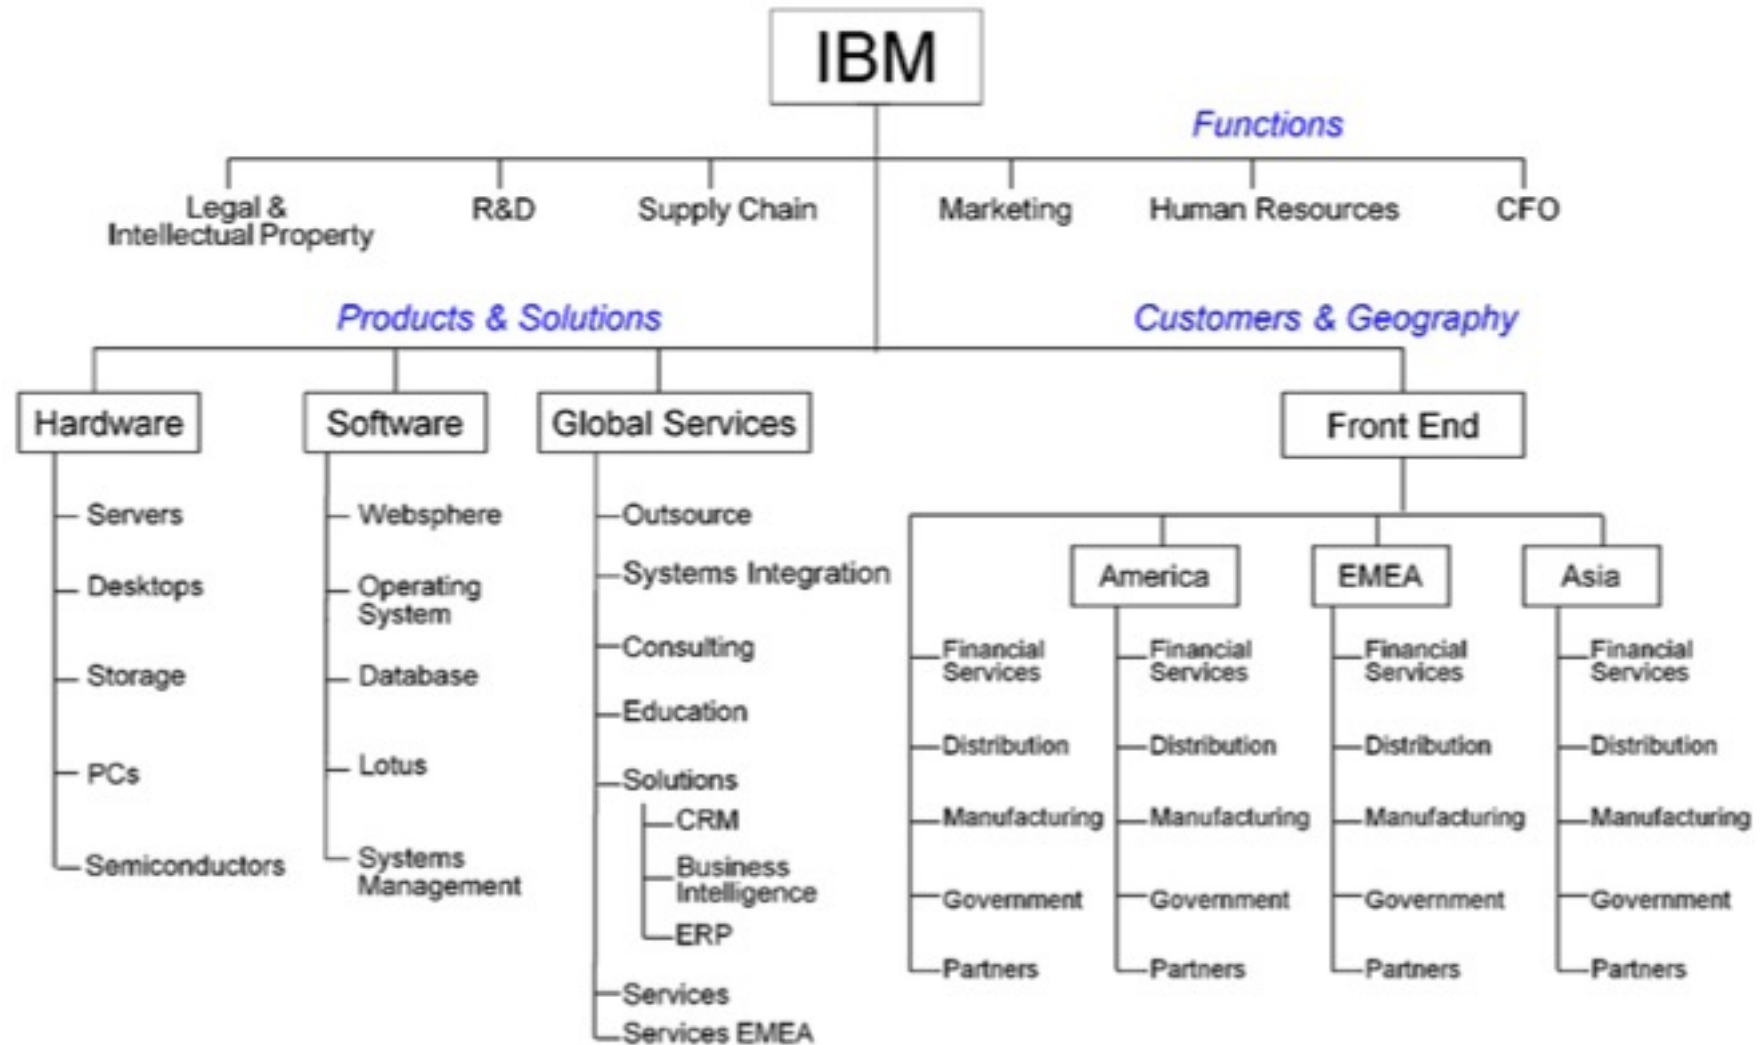 IBM
Functions
Legal &
Intellectual Property
R&D
Supply Chain
Marketing
Human Resources
CFO
Products & Solutions
Customers & Geography
Hardware
Servers
Desktops
Storage
PCs
Semiconductors
Software
Websphere
Operating
System
Database
Lotus
Systems
Management
Global Services
Outsource
Systems Integration
Consulting
Education
Solutions
CRM
Business
Intelligence
ERP
Services
Services EMEA
Front End
Financial
Services
Distribution
Manufacturing
Government
Partners
America
Financial
Services
Distribution
Manufacturing
Government
Partners
EMEA
Financial
Services
Distribution
Manufacturing
Government
Partners
Asia
Financial
Services
Distribution
Manufacturing
Government
Partners